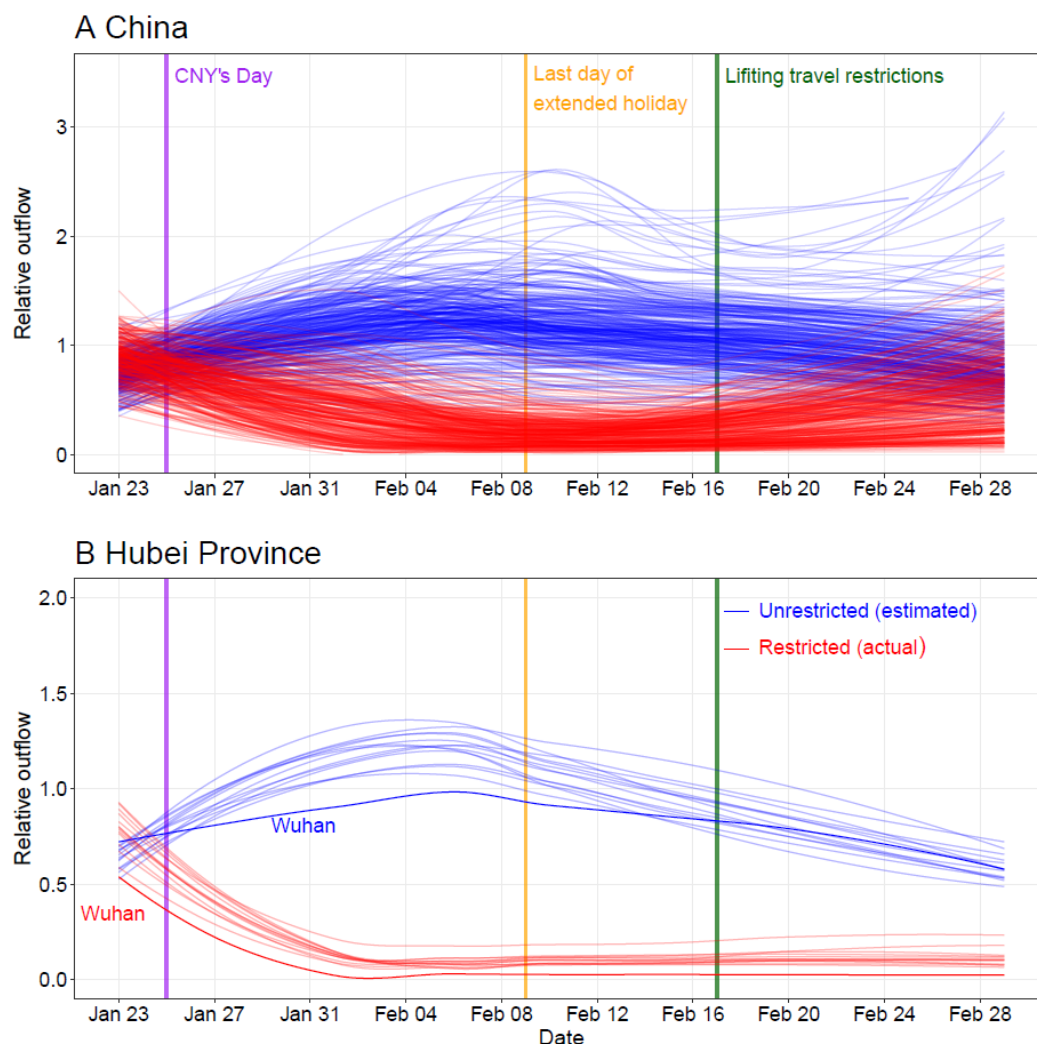 A China
CNY's Day
Last day of
extended holiday
Lifiting travel restrictions
Relative outflow
3
2
1
0
Jan 23 Jan 27 Jan 31 Feb 04 Feb 08 Feb 12 Feb 16 Feb 20 Feb 24 Feb 28
B Hubei Province
Unrestricted (estimated)
Restricted (actual)
Relative outflow
2.0
1.5
1.0
0.5
0.0
Wuhan
Wuhan
Jan 23 Jan 27 Jan 31 Feb 04 Feb 08 Feb 12 Feb 16 Feb 20 Feb 24 Feb 28
Date